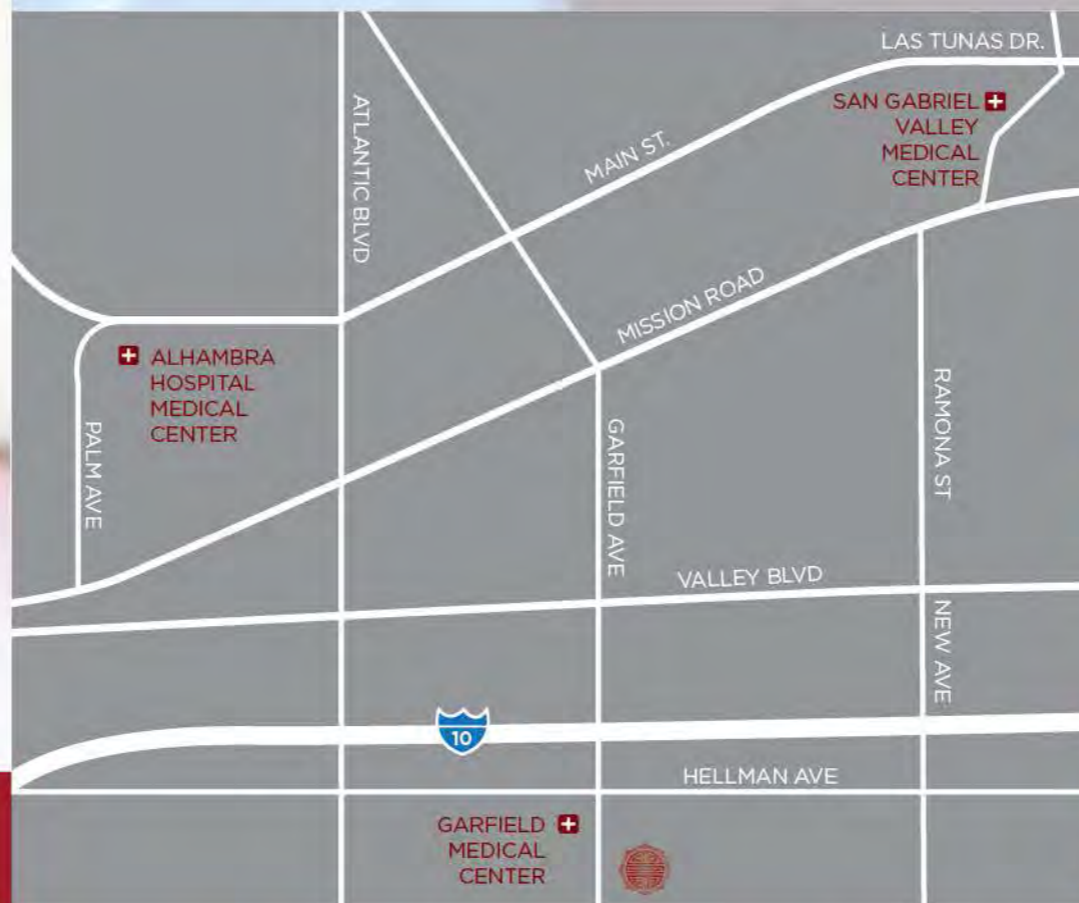 LAS TUNAS DR.
SAN GABRIEL
VALLEY
MEDICAL
CENTER
ATLANTIC BLVD
MAIN ST.
MISSION ROAD
ALHAMBRA
HOSPITAL
MEDICAL
CENTER
PALM AVE
GARFIELD AVE
RAMONA ST
VALLEY BLVD
NEW AVE
10
HELLMAN AVE
GARFIELD
MEDICAL
CENTER